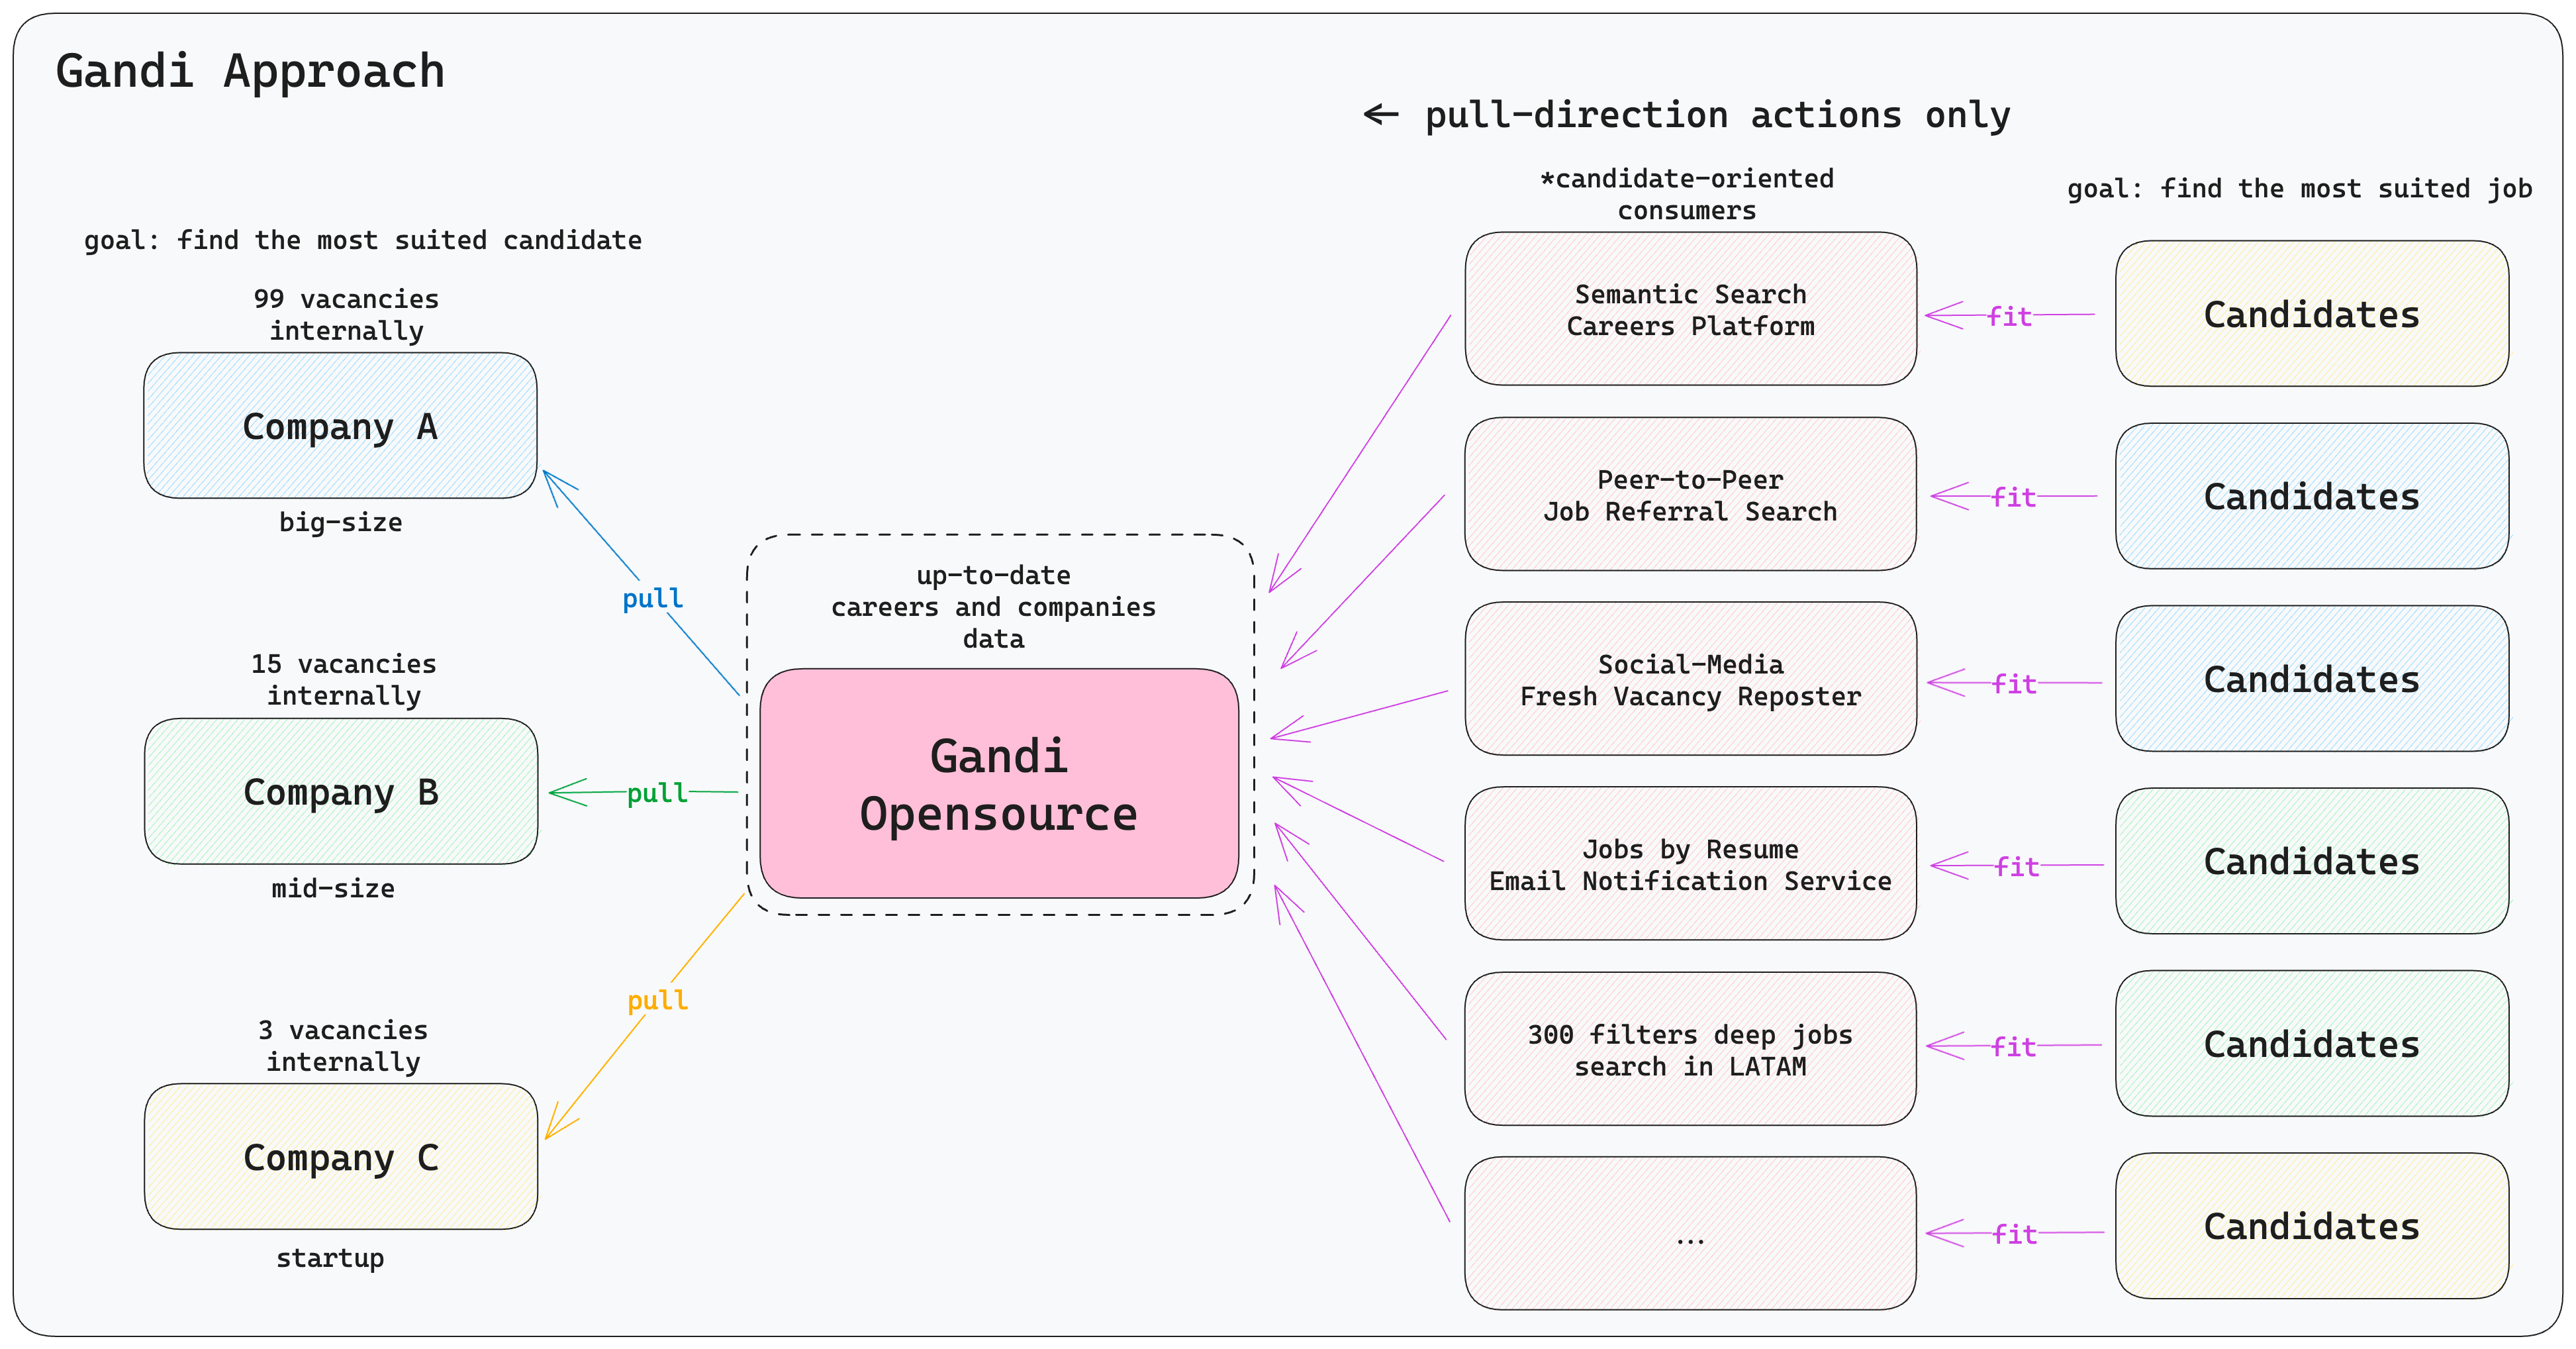 Gandi Approach
← pull-direction actions only
goal: find the most suited candidate
99 vacancies
internally
Company A
big-size
pull
15 vacancies
internally
Company B
mid-size
pull
3 vacancies
internally
Company C
startup
pull
up-to-date
careers and companies
data
Gandi
Opensource
*candidate-oriented
consumers
Semantic Search
Careers Platform
Peer-to-Peer
Job Referral Search
Social-Media
Fresh Vacancy Reposter
Jobs by Resume
Email Notification Service
300 filters deep jobs
search in LATAM
...
fit
fit
fit
fit
fit
fit
goal: find the most suited job
Candidates
Candidates
Candidates
Candidates
Candidates
Candidates